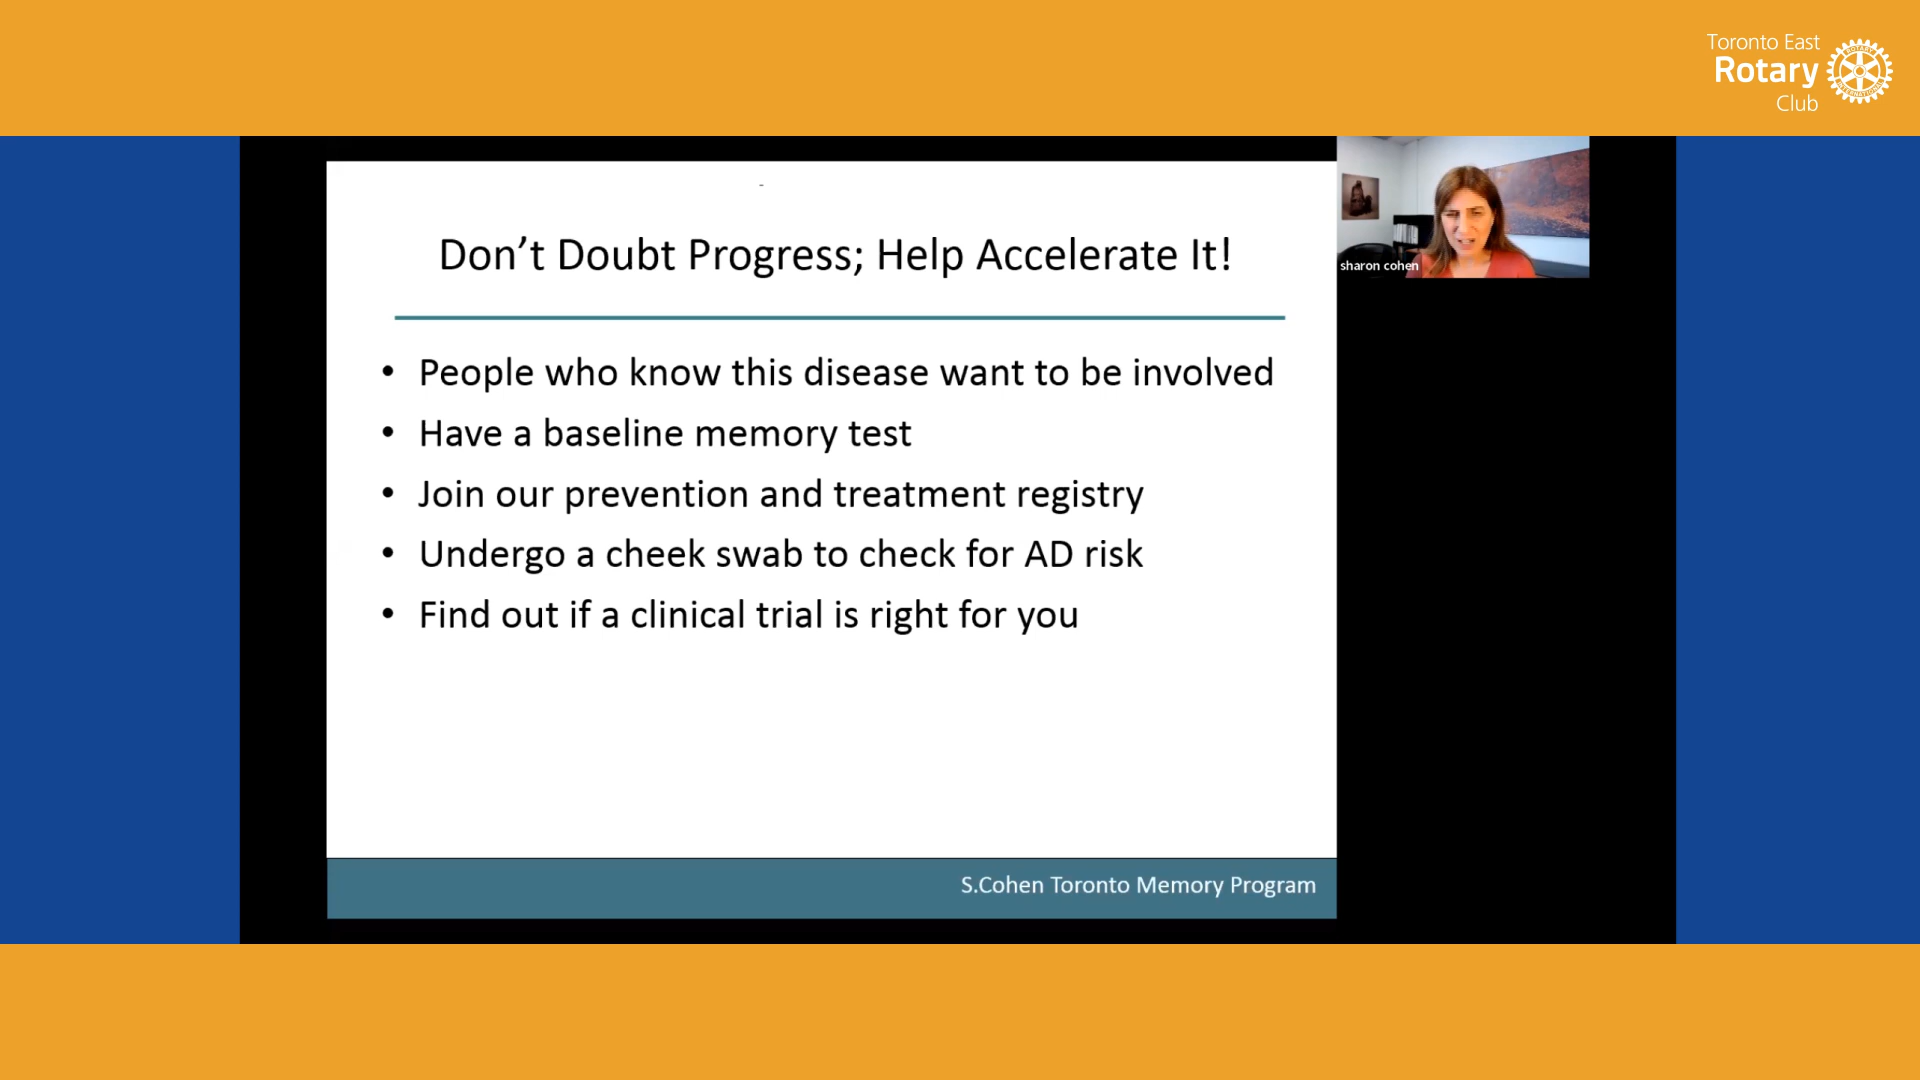 Toronto East
Rotary
Club
Don't Doubt Progress; Help Accelerate It!
• People who know this disease want to be involved
• Have a baseline memory test
• Join our prevention and treatment registry
• Undergo a cheek swab to check for AD risk
• Find out if a clinical trial is right for you
S.Cohen Toronto Memory Program
sharon cohen
ROTARY
INTERNATIONAL